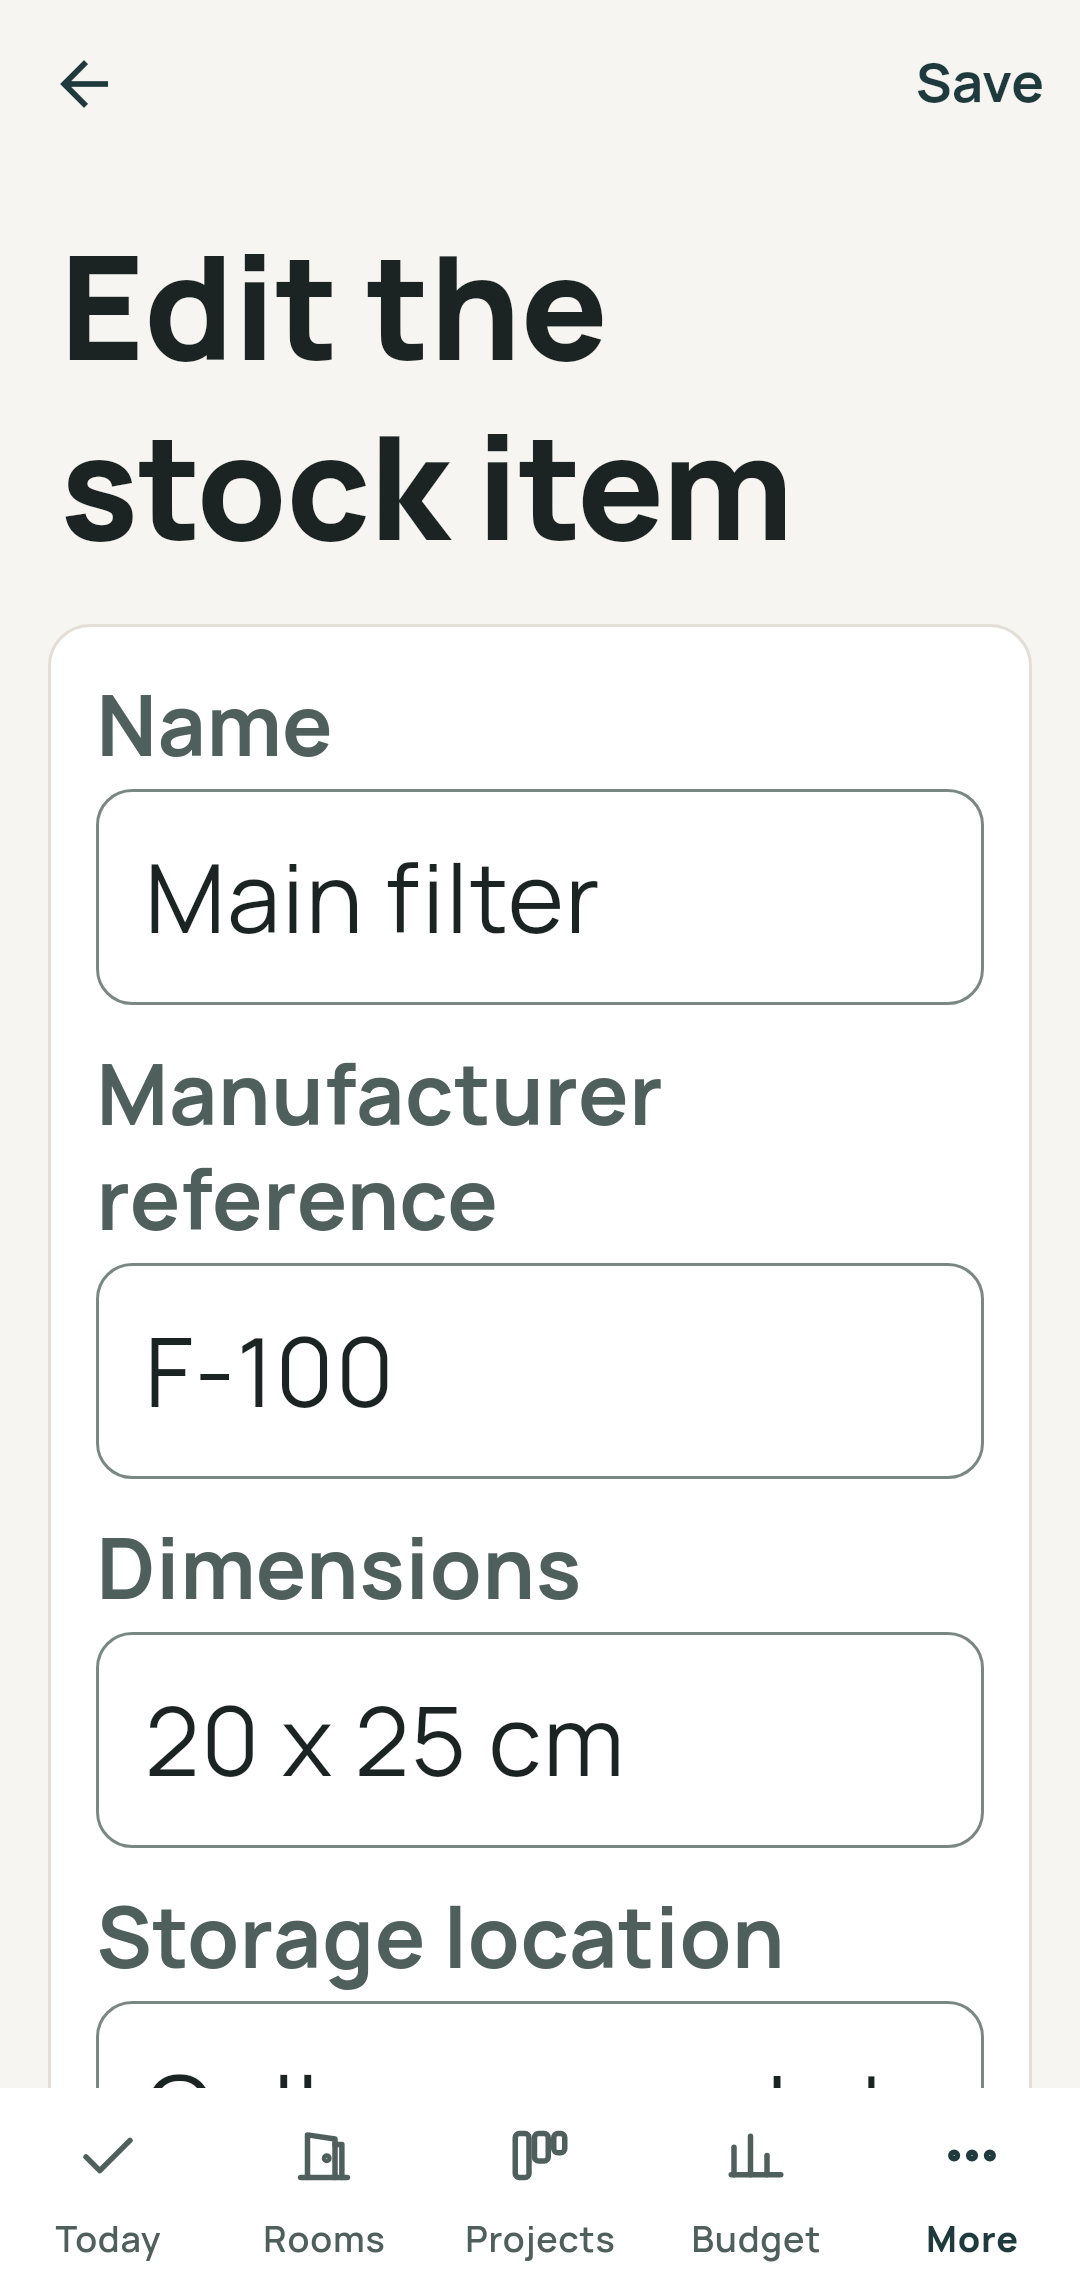 Save
Edit the
stock item
Name
Main filter
Manufacturer
reference
F-100
Dimensions
20 x 25 cm
Storage location
Today
Rooms
Projects
Budget
More